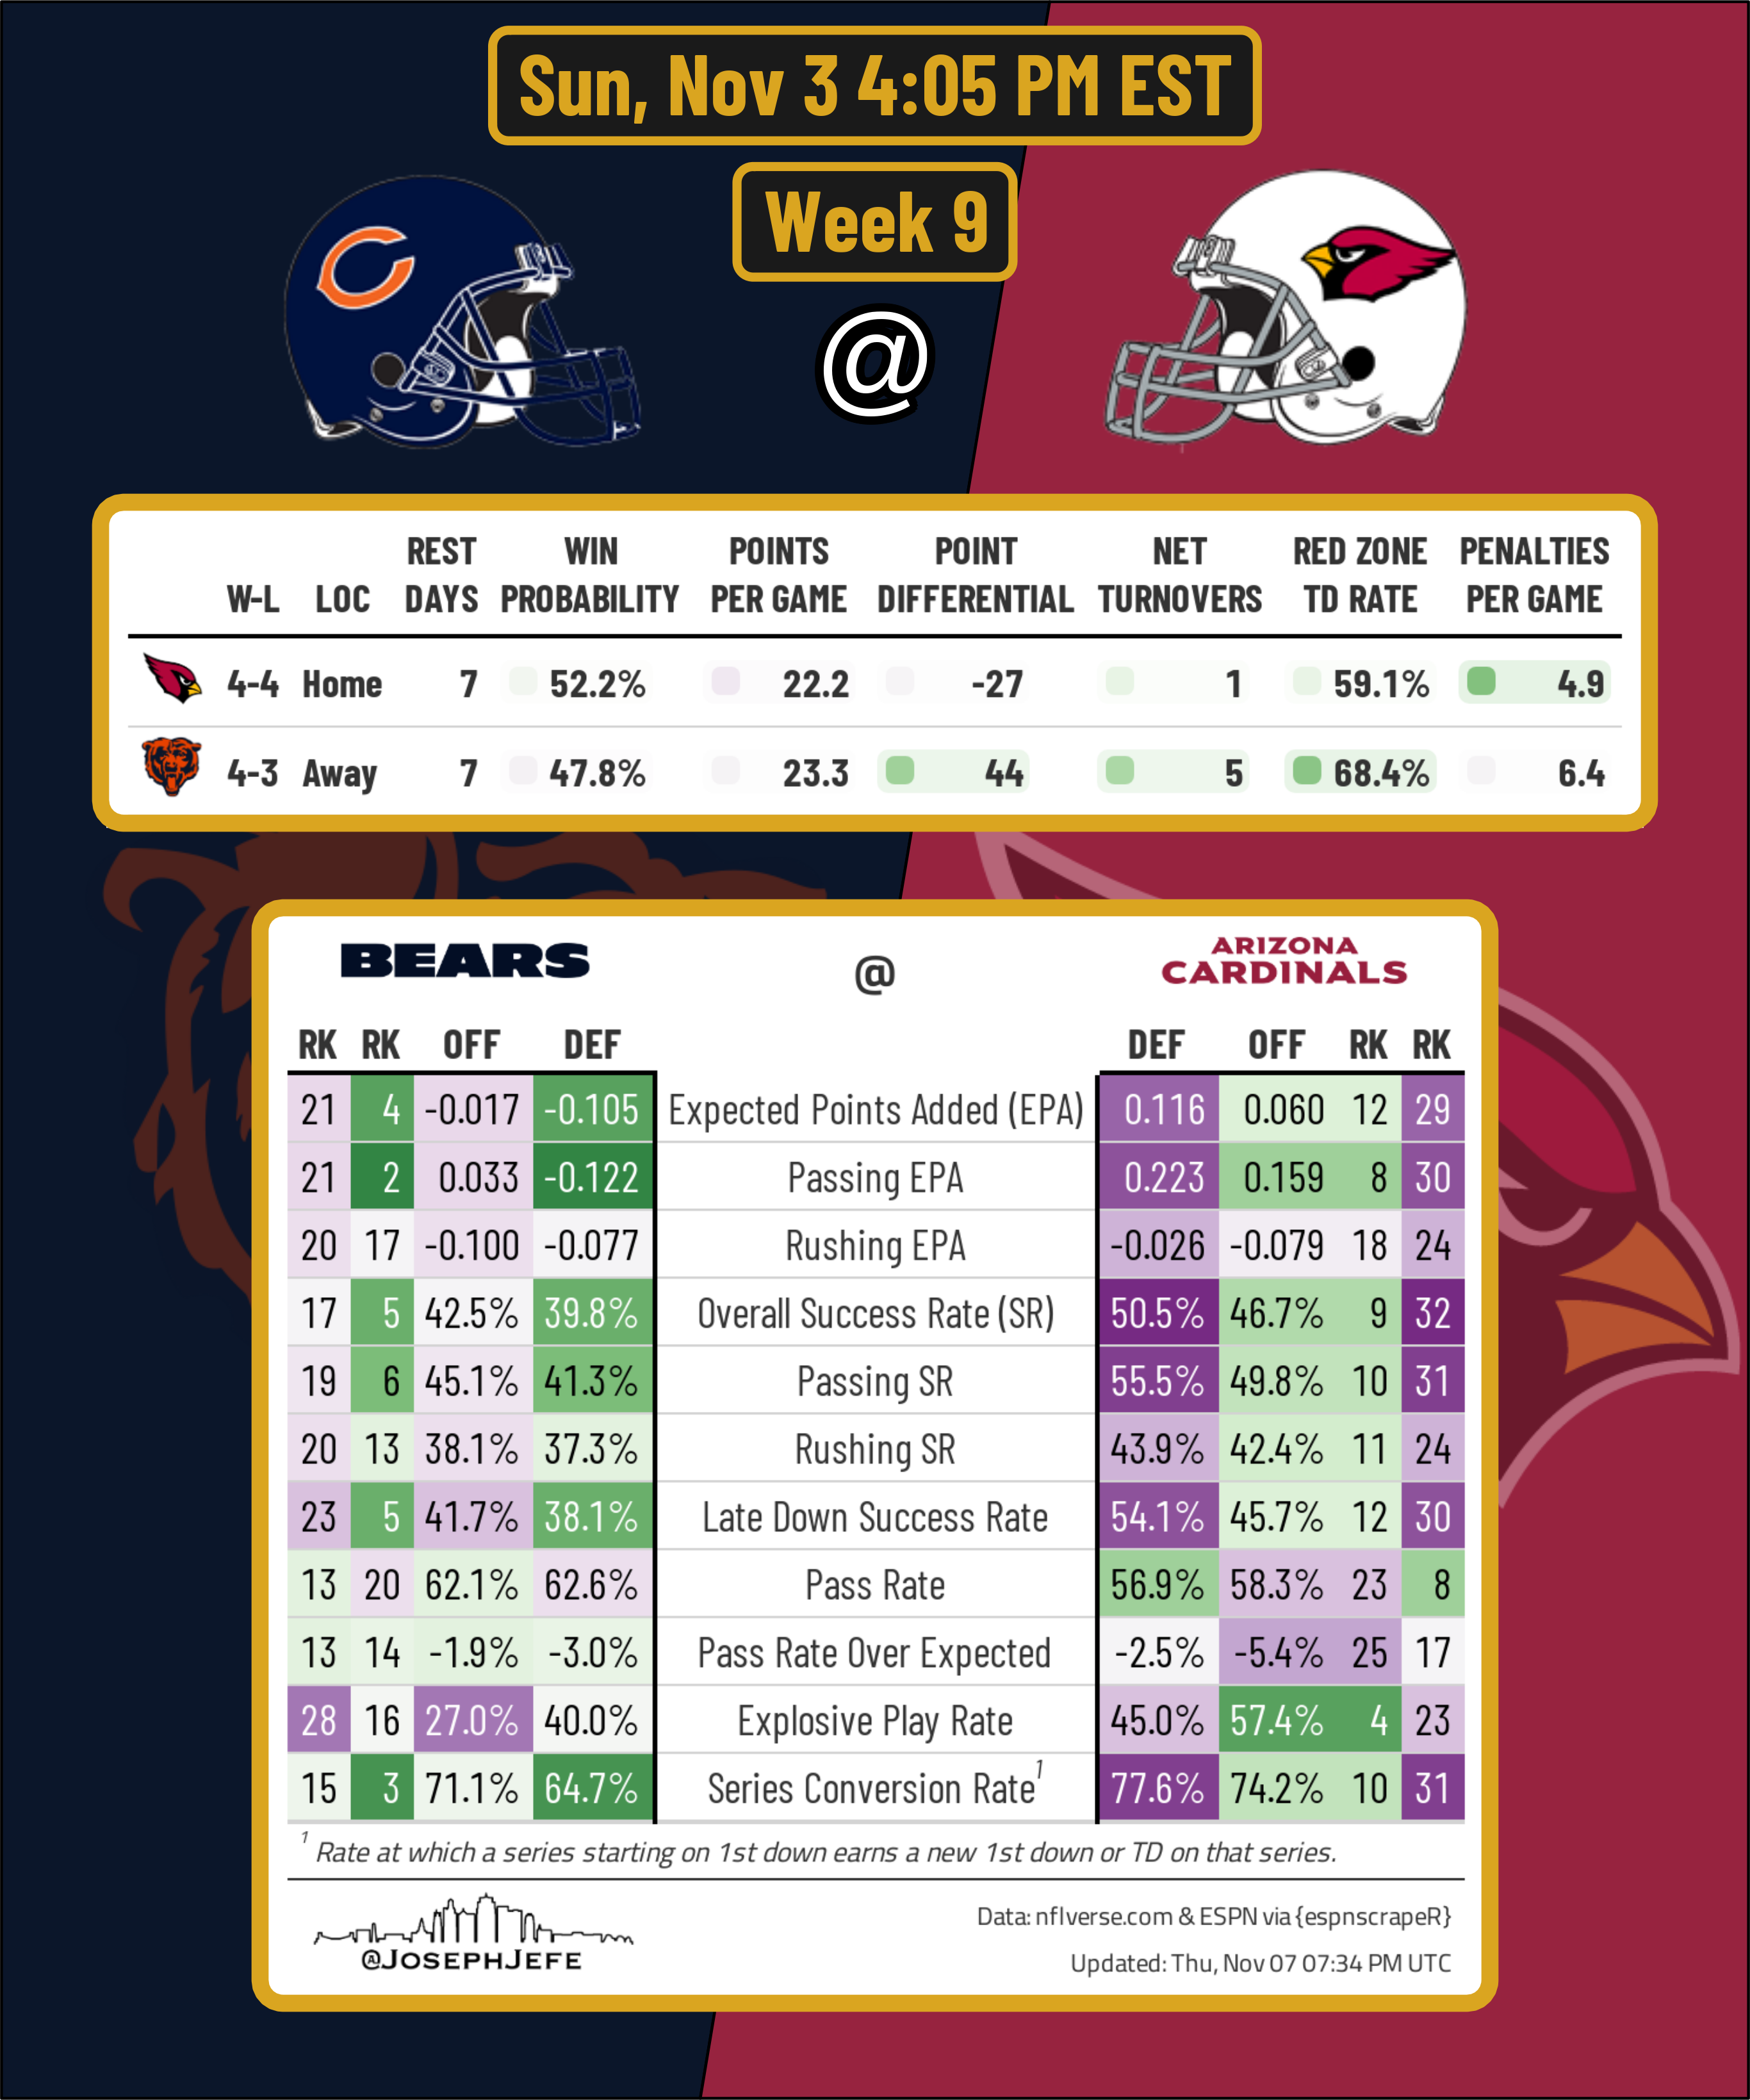 Sun, Nov 3 4:05 PM EST
Week 9
@
W-L LOC REST DAYS WIN PROBABILITY POINTS PER GAME POINT DIFFERENTIAL NET TURNOVERS RED ZONE TD RATE PENALTIES PER GAME
4-4 Home 7 52.2% 22.2 -27 1 59.1% 4.9
4-3 Away 7 47.8% 23.3 44 5 68.4% 6.4
BEARS @ ARIZONA CARDINALS
RK RK OFF DEF DEF OFF RK RK
21 4 -0.017 -0.105 Expected Points Added (EPA) 0.116 0.060 12 29
21 2 0.033 -0.122 Passing EPA 0.223 0.159 8 30
20 17 -0.100 -0.077 Rushing EPA -0.026 -0.079 18 24
17 5 42.5% 39.8% Overall Success Rate (SR) 50.5% 46.7% 9 32
19 6 45.1% 41.3% Passing SR 55.5% 49.8% 10 31
20 13 38.1% 37.3% Rushing SR 43.9% 42.4% 11 24
23 5 41.7% 38.1% Late Down Success Rate 54.1% 45.7% 12 30
13 20 62.1% 62.6% Pass Rate 56.9% 58.3% 23 8
13 14 -1.9% -3.0% Pass Rate Over Expected -2.5% -5.4% 25 17
28 16 27.0% 40.0% Explosive Play Rate 45.0% 57.4% 4 23
15 3 71.1% 64.7% Series Conversion Rate¹ 77.6% 74.2% 10 31
¹ Rate at which a series starting on 1st down earns a new 1st down or TD on that series.
@JOSEPHJEFE
Data: nflverse.com & ESPN via {espnscrapeR}
Updated: Thu, Nov 07 07:34 PM UTC